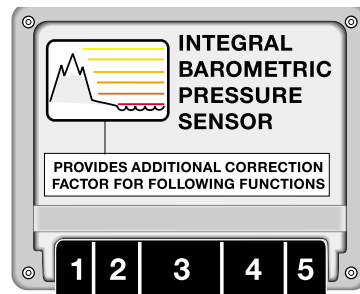 INTEGRAL
BAROMETRIC
PRESSURE
SENSOR
PROVIDES ADDITIONAL CORRECTION
FACTOR FOR FOLLOWING FUNCTIONS
1 2 3 4 5